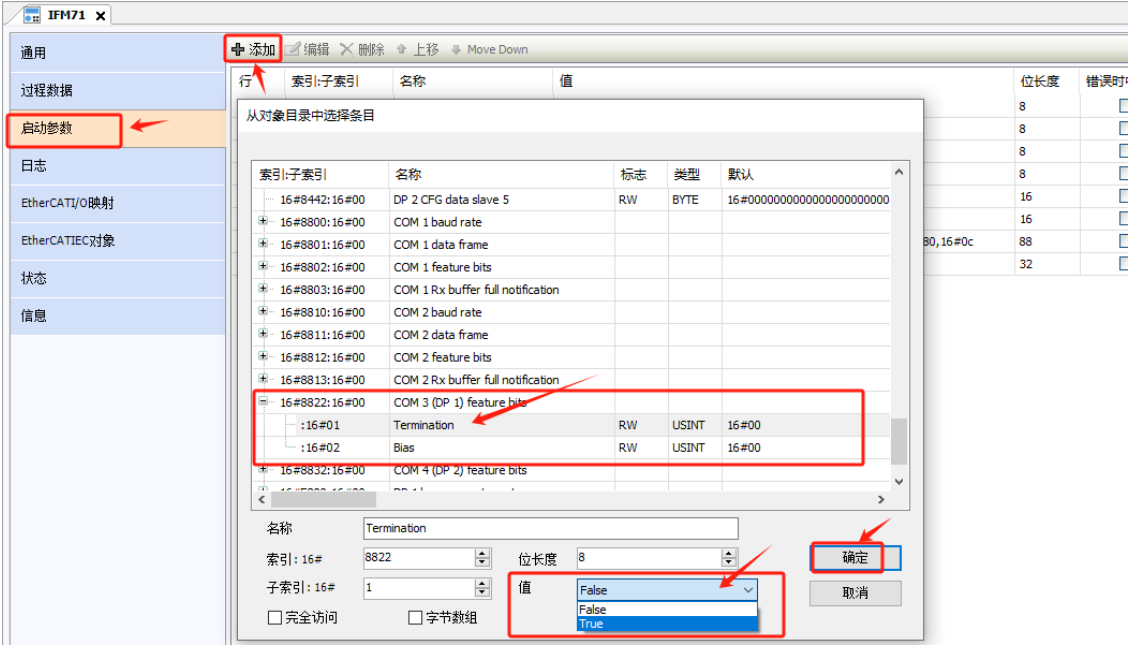 IFM71 x
通用
过程数据
启动参数
日志
EtherCATI/O映射
EtherCATIEC对象
状态
信息
添加 编辑 删除 上移 Move Down
行 索引:子索引 名称 值 位长度 错误时中
8
8
8
8
16
16
80,16#0c 88
32
从对象目录中选择条目
索引:子索引 名称 标志 类型 默认
16#8442:16#00 DP 2 CFG data slave 5 RW BYTE 16#0000000000000000000000
16#8800:16#00 COM 1 baud rate
16#8801:16#00 COM 1 data frame
16#8802:16#00 COM 1 feature bits
16#8803:16#00 COM 1 Rx buffer full notification
16#8810:16#00 COM 2 baud rate
16#8811:16#00 COM 2 data frame
16#8812:16#00 COM 2 feature bits
16#8813:16#00 COM 2 Rx buffer full notification
16#8822:16#00 COM 3 (DP 1) feature bits
:16#01 Termination RW USINT 16#00
:16#02 Bias RW USINT 16#00
16#8832:16#00 COM 4 (DP 2) feature bits
名称 Termination
索引: 16# 8822 位长度 8 确定
子索引: 16# 1 值 False 取消
False
True
完全访问 字节数组